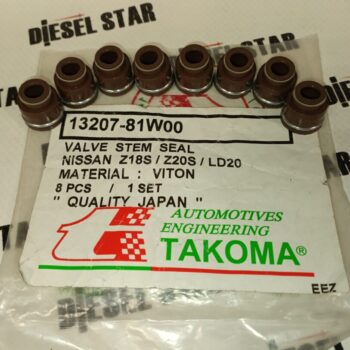 DiESEL STAR
13207-81W00
VALVE STEM SEAL
NISSAN Z18S / Z20S / LD20
MATERIAL : VITON
8 PCS / 1 SET
" QUALITY JAPAN "
AUTOMOTIVES
ENGINEERING
TAKOMA®
EEZ